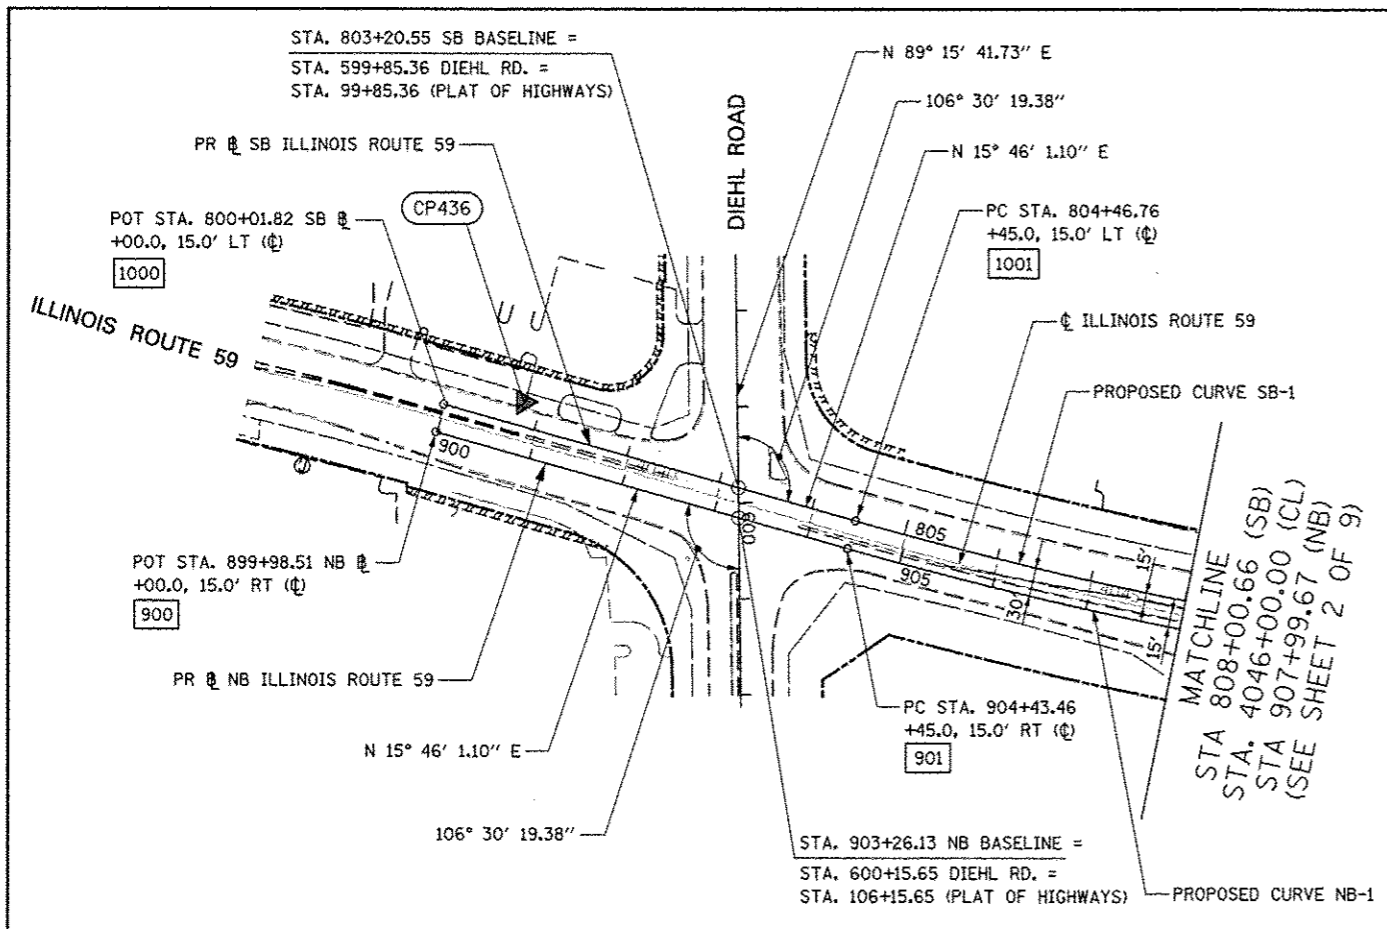 STA. 803+20.55 SB BASELINE =
STA. 599+85.36 DIEHL RD. =
STA. 99+85.36 (PLAT OF HIGHWAYS)
N 89° 15' 41.73" E
106° 30' 19.38"
N 15° 46' 1.10" E
DIEHL ROAD
PR ℄ SB ILLINOIS ROUTE 59
CP436
POT STA. 800+01.82 SB ℄
+00.0, 15.0' LT (℄)
1000
PC STA. 804+46.76
+45.0, 15.0' LT (℄)
1001
ILLINOIS ROUTE 59
℄ ILLINOIS ROUTE 59
PROPOSED CURVE SB-1
900
600
805
905
15'
30'
15'
POT STA. 899+98.51 NB ℄
+00.0, 15.0' RT (℄)
900
PR ℄ NB ILLINOIS ROUTE 59
N 15° 46' 1.10" E
106° 30' 19.38"
PC STA. 904+43.46
+45.0, 15.0' RT (℄)
901
MATCHLINE
STA 808+00.66 (SB)
STA. 4046+00.00 (CL)
STA 907+99.67 (NB)
(SEE SHEET 2 OF 9)
STA. 903+26.13 NB BASELINE =
STA. 600+15.65 DIEHL RD. =
STA. 106+15.65 (PLAT OF HIGHWAYS)
PROPOSED CURVE NB-1